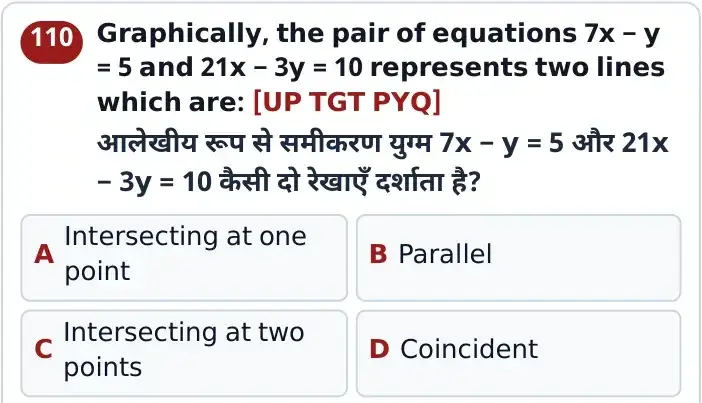 110 Graphically, the pair of equations 7x − y
= 5 and 21x − 3y = 10 represents two lines
which are: [UP TGT PYQ]
आलेखीय रूप से समीकरण युग्म 7x − y = 5 और 21x
− 3y = 10 कैसी दो रेखाएँ दर्शाता है?
A Intersecting at one
point
B Parallel
C Intersecting at two
points
D Coincident